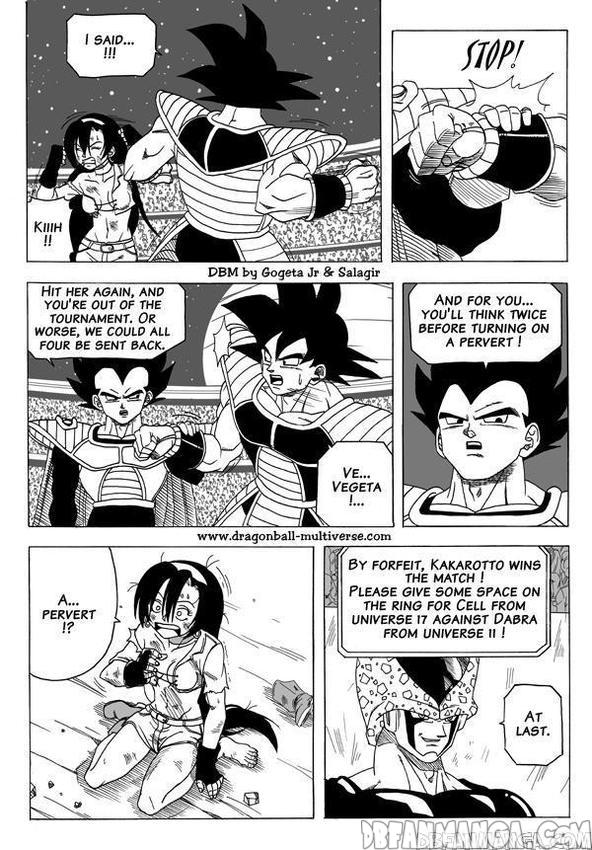 I SAID...
!!!
KIIIH
!!
STOP!
DBM by Gogeta Jr & Salagir
HIT HER AGAIN, AND
YOU'RE OUT OF THE
TOURNAMENT. OR
WORSE, WE COULD ALL
FOUR BE SENT BACK.
VE...
VEGETA
!...
AND FOR YOU...
YOU'LL THINK TWICE
BEFORE TURNING ON
A PERVERT !
www.dragonball-multiverse.com
A...
PERVERT
!?
BY FORFEIT, KAKAROTTO WINS
THE MATCH !
PLEASE GIVE SOME SPACE ON
THE RING FOR CELL FROM
UNIVERSE 17 AGAINST DABRA
FROM UNIVERSE 11 !
AT
LAST.
DBFANMANGA.COM